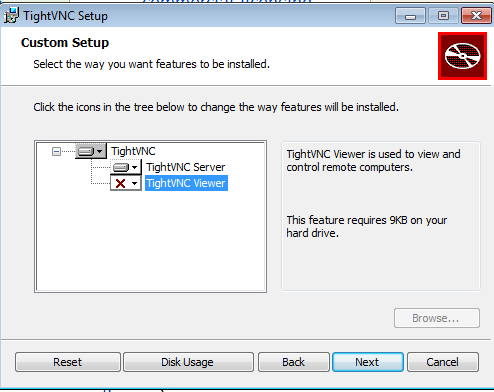 commercial licensing
TightVNC Setup
Custom Setup
Select the way you want features to be installed.
Click the icons in the tree below to change the way features will be installed.
TightVNC
TightVNC Server
TightVNC Viewer
TightVNC Viewer is used to view and
control remote computers.
This feature requires 9KB on your
hard drive.
Browse...
Reset
Disk Usage
Back
Next
Cancel